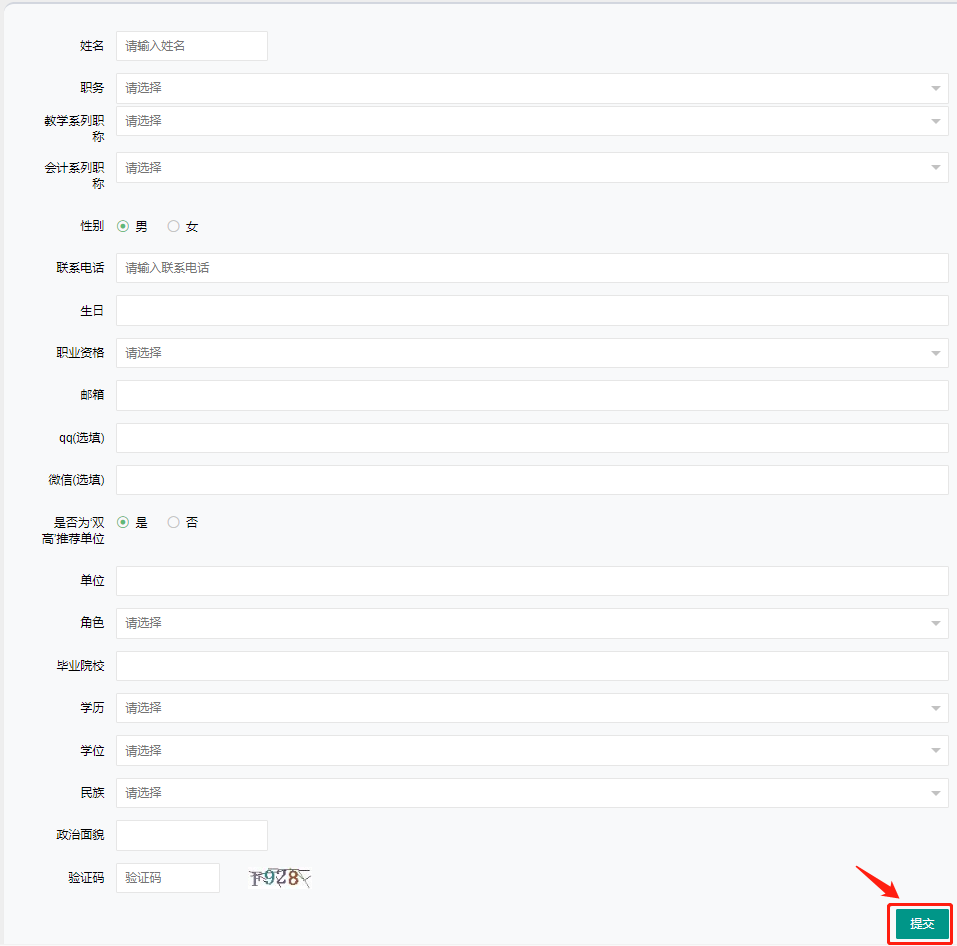 姓名 请输入姓名
职务 请选择
教学系列职 请选择
称
会计系列职 请选择
称
性别 男 女
联系电话 请输入联系电话
生日
职业资格 请选择
邮箱
qq(选填)
微信(选填)
是否为'双 是 否
高'推荐单位
单位
角色 请选择
毕业院校
学历 请选择
学位 请选择
民族 请选择
政治面貌
验证码 验证码
提交